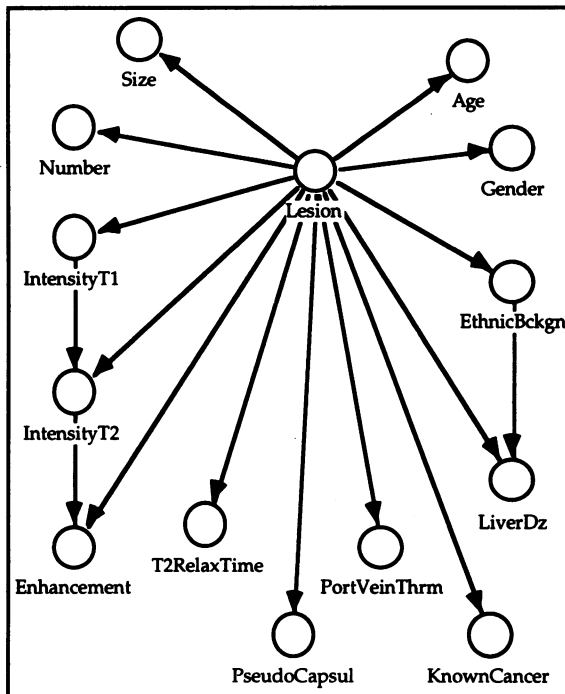 Size
Age
Number
Gender
Lesion
IntensityT1
EthnicBckgn
IntensityT2
LiverDz
T2RelaxTime
PortVeinThrm
Enhancement
PseudoCapsul
KnownCancer